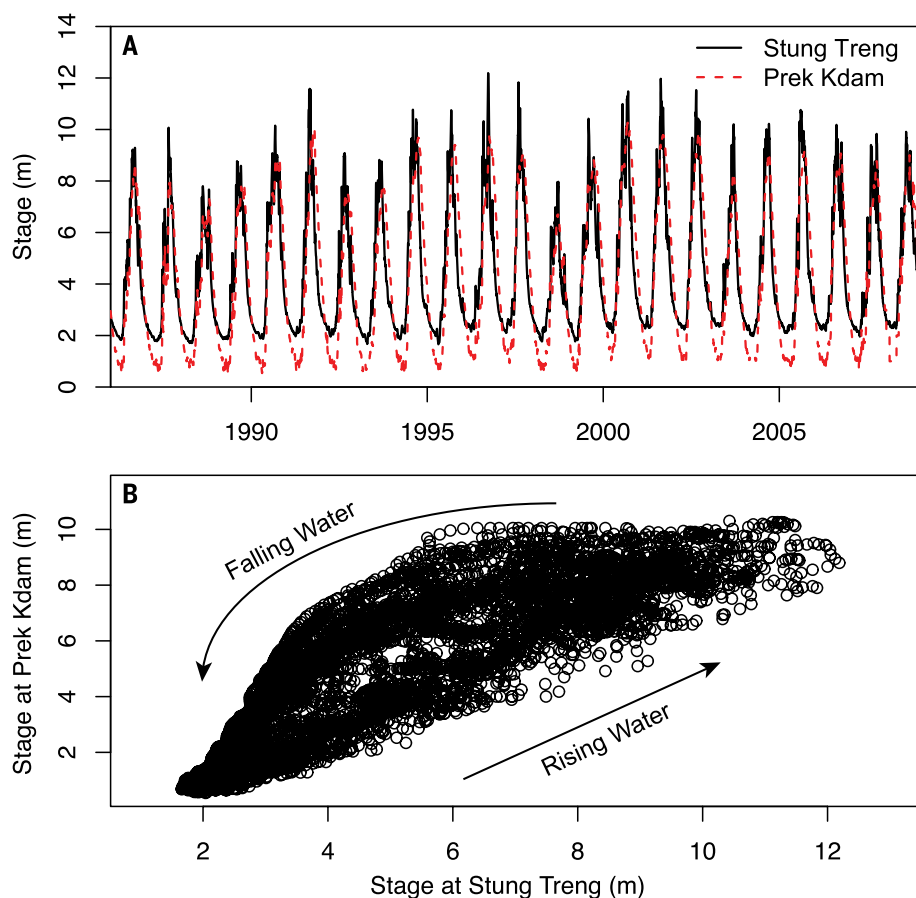 A
Stung Treng
Prek Kdam
Stage (m)
14
12
10
8
6
4
2
0
1990 1995 2000 2005
B
Falling Water
Rising Water
Stage at Prek Kdam (m)
10
8
6
4
2
2 4 6 8 10 12
Stage at Stung Treng (m)